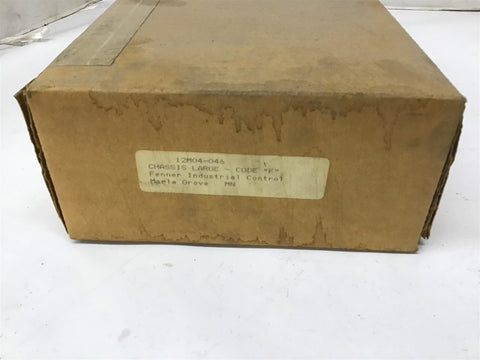 12M04-046
CHASSIS LARGE - CODE "F"
Fenner Industrial Control
Maple Grove MN